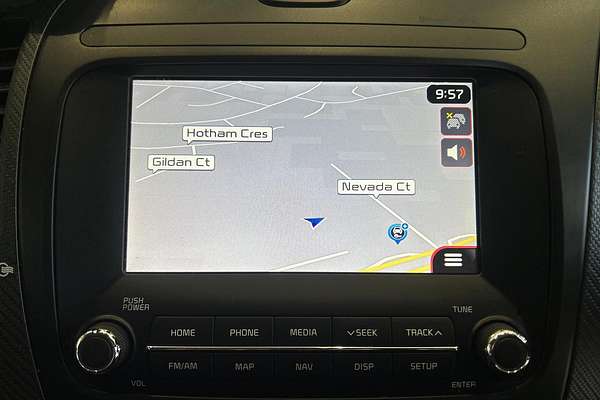 9:57
Hotham Cres
Gildan Ct
Nevada Ct
PUSH
POWER
TUNE
HOME PHONE MEDIA SEEK TRACK
FM/AM MAP NAV DISP SETUP
VOL ENTER